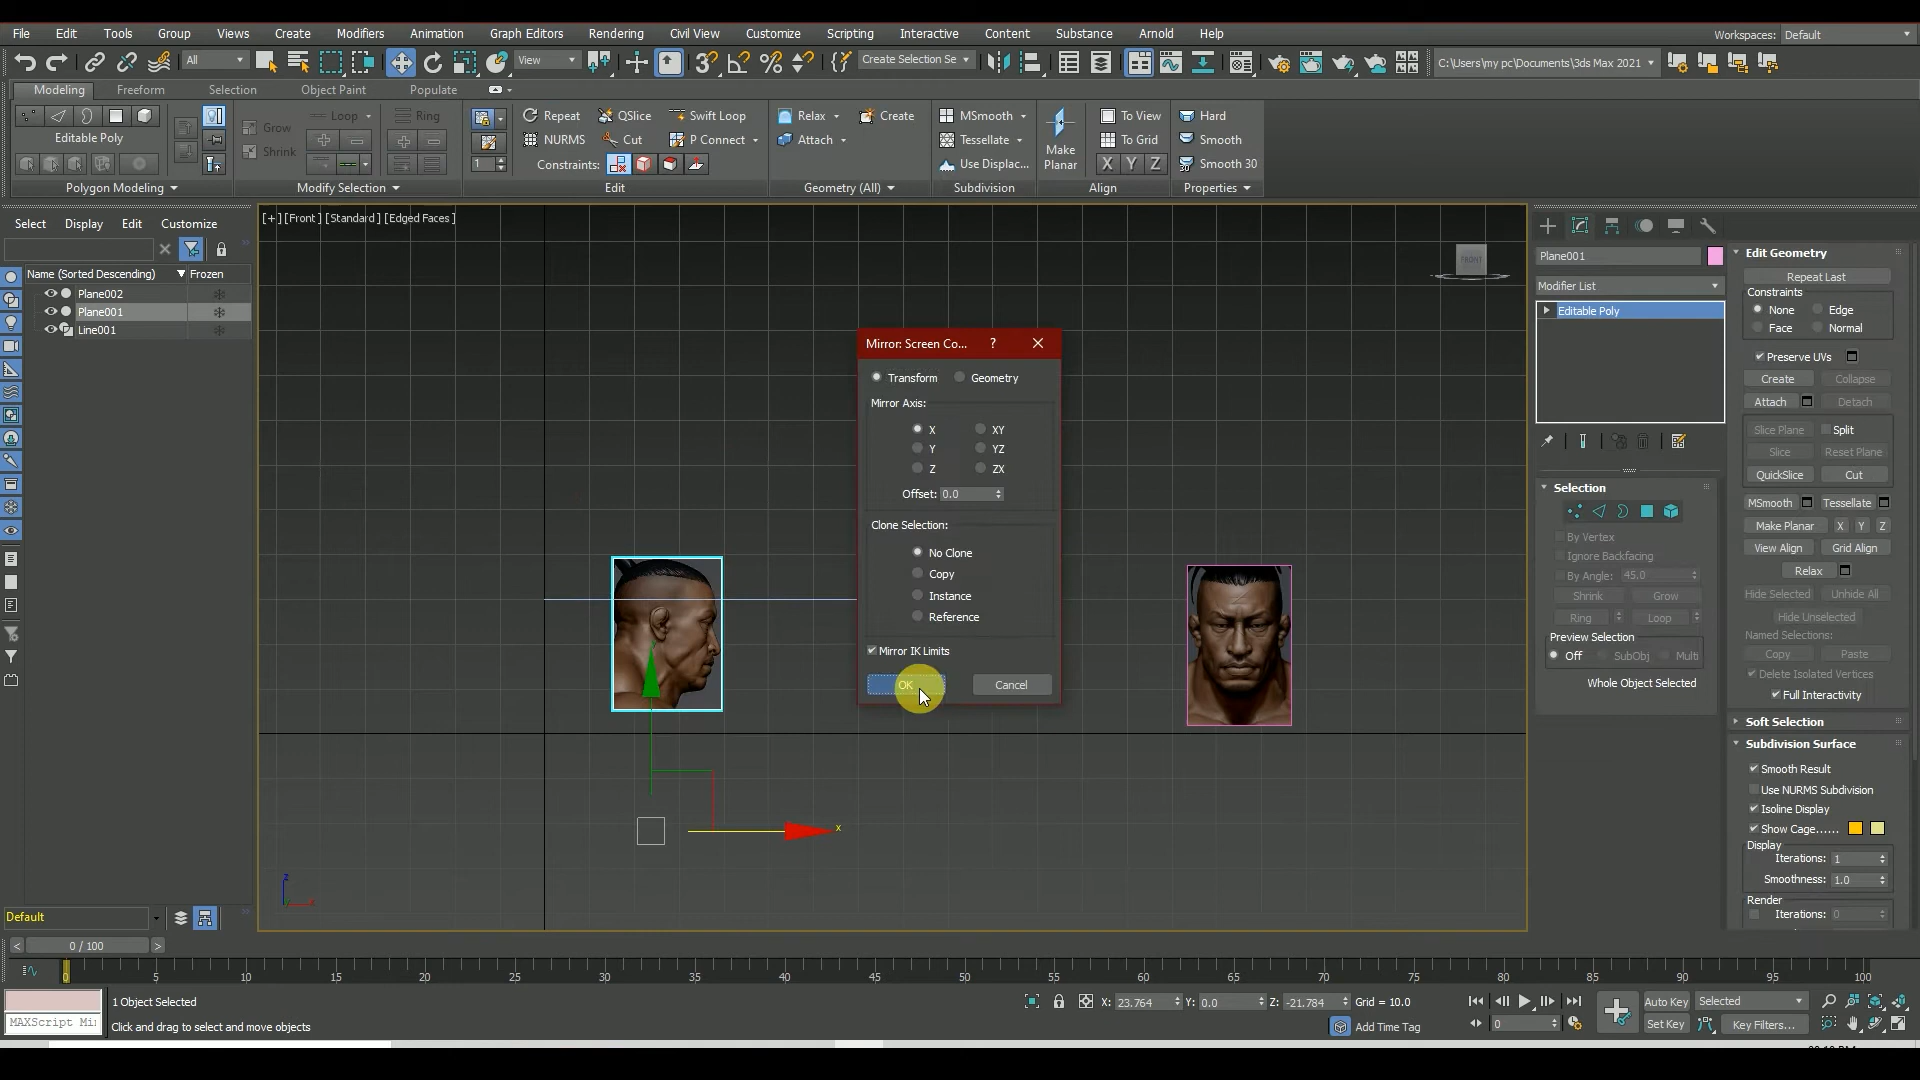 File Edit Tools Group Views Create Modifiers Animation Graph Editors Rendering Civil View Customize Scripting Interactive Content Substance Arnold Help Workspaces: Default
All View Create Selection Se C:\Users\my pc\Documents\3ds Max 2021
Modeling Freeform Selection Object Paint Populate
Editable Poly
Polygon Modeling
Grow
Shrink
Loop Ring
Modify Selection
Repeat QSlice Swift Loop
NURMS Cut P Connect
1 Constraints:
Edit
Relax Create
Attach
Geometry (All)
MSmooth
Tessellate
Use Displac...
Subdivision
Make Planar
To View
To Grid
X Y Z
Align
Hard
Smooth
Smooth 30
Properties
Select Display Edit Customize
Name (Sorted Descending) Frozen
Plane002
Plane001
Line001
Default
[+] [Front ] [Standard ] [Edged Faces ]
FRONT
Mirror: Screen Co... ?
Transform Geometry
Mirror Axis:
X XY
Y YZ
Z ZX
Offset: 0.0
Clone Selection:
No Clone
Copy
Instance
Reference
Mirror IK Limits
OK Cancel
x
z
Plane001
Modifier List
Editable Poly
Selection
By Vertex
Ignore Backfacing
By Angle: 45.0
Shrink Grow
Ring Loop
Preview Selection
Off SubObj Multi
Whole Object Selected
Edit Geometry
Repeat Last
Constraints
None Edge
Face Normal
Preserve UVs
Create Collapse
Attach Detach
Slice Plane Split
Slice Reset Plane
QuickSlice Cut
MSmooth Tessellate
Make Planar X Y Z
View Align Grid Align
Relax
Hide Selected Unhide All
Hide Unselected
Named Selections:
Copy Paste
Delete Isolated Vertices
Full Interactivity
Soft Selection
Subdivision Surface
Smooth Result
Use NURMS Subdivision
Isoline Display
Show Cage......
Display
Iterations: 1
Smoothness: 1.0
Render
Iterations: 0
< 0 / 100 >
0 5 10 15 20 25 30 35 40 45 50 55 60 65 70 75 80 85 90 95 100
1 Object Selected
MAXScript Mi
Click and drag to select and move objects
X: 23.764 Y: 0.0 Z: -21.784 Grid = 10.0
Add Time Tag
0
Auto Key Selected
Set Key Key Filters...